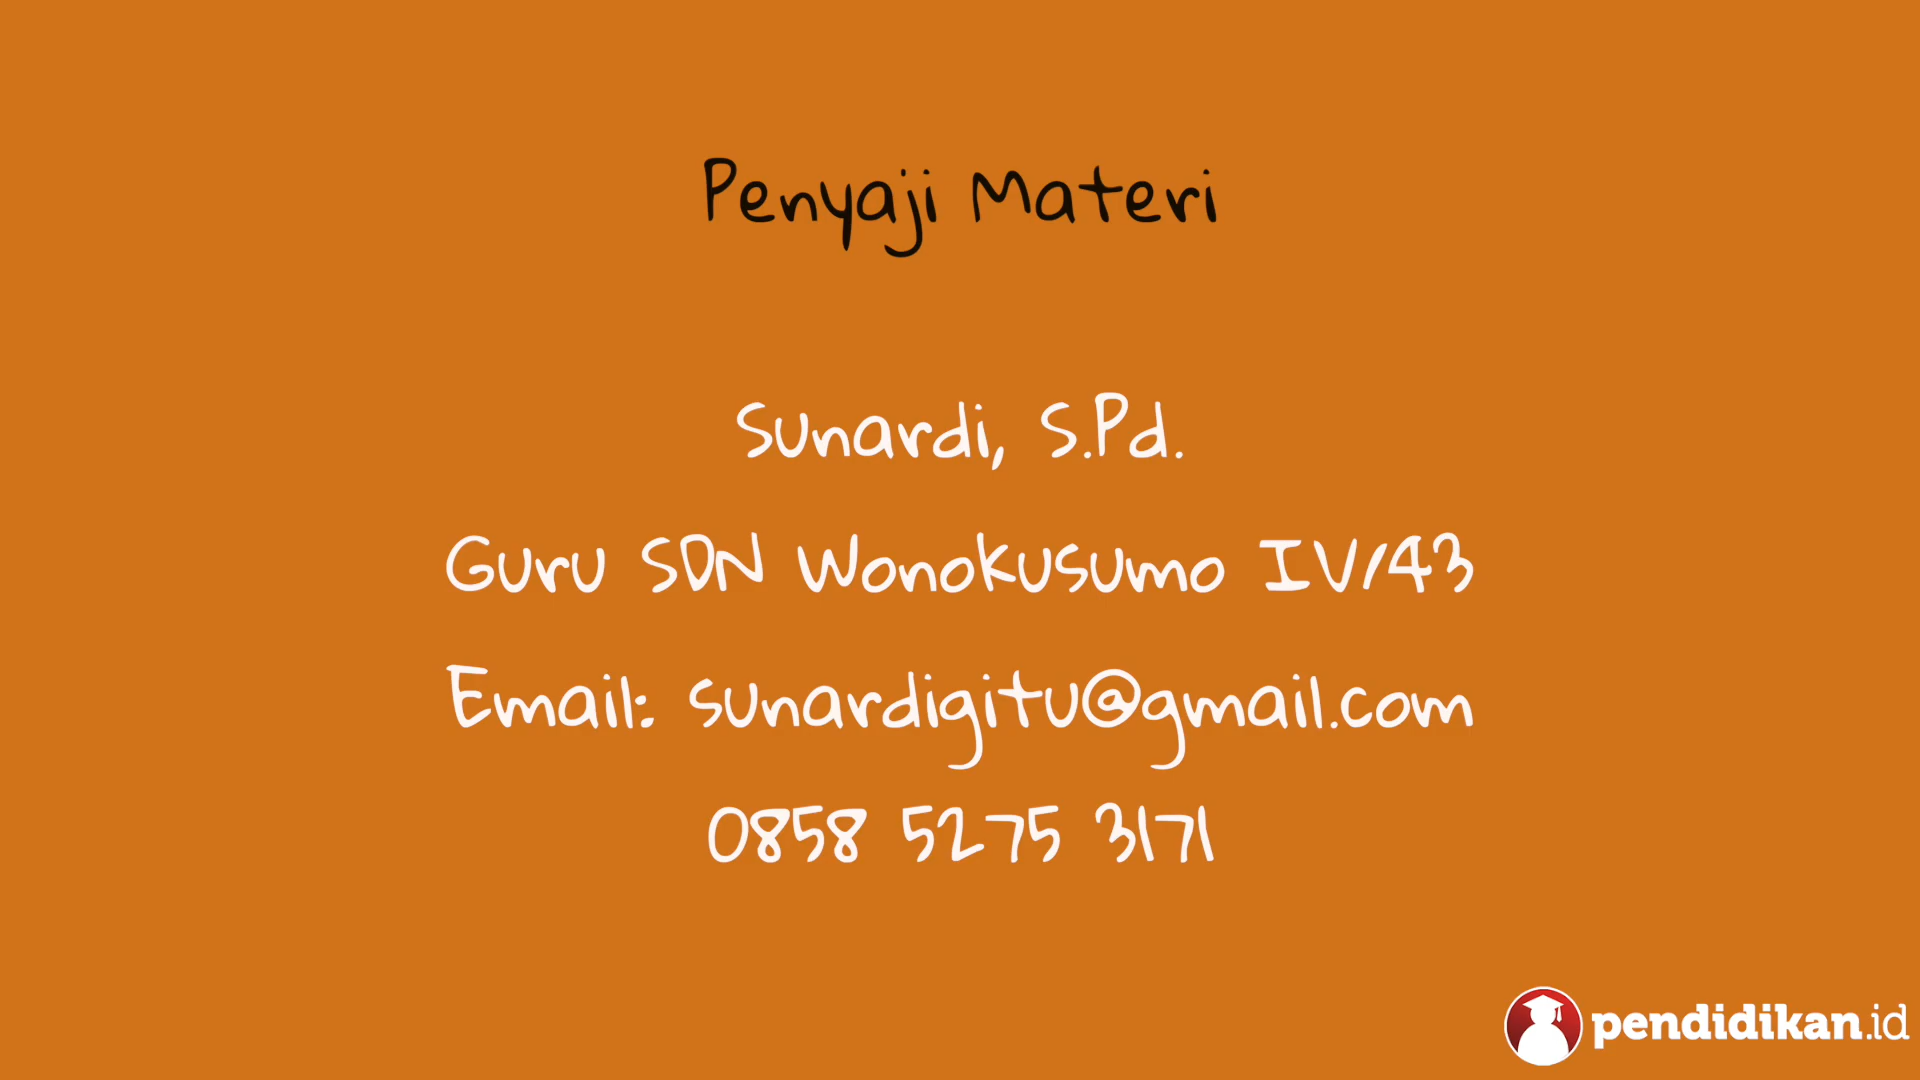 Penyaji Materi
Sunardi, S.Pd.
Guru SDN Wonokusumo IV/43
Email: sunardigitu@gmail.com
0858 5275 3171
pendidikan.id